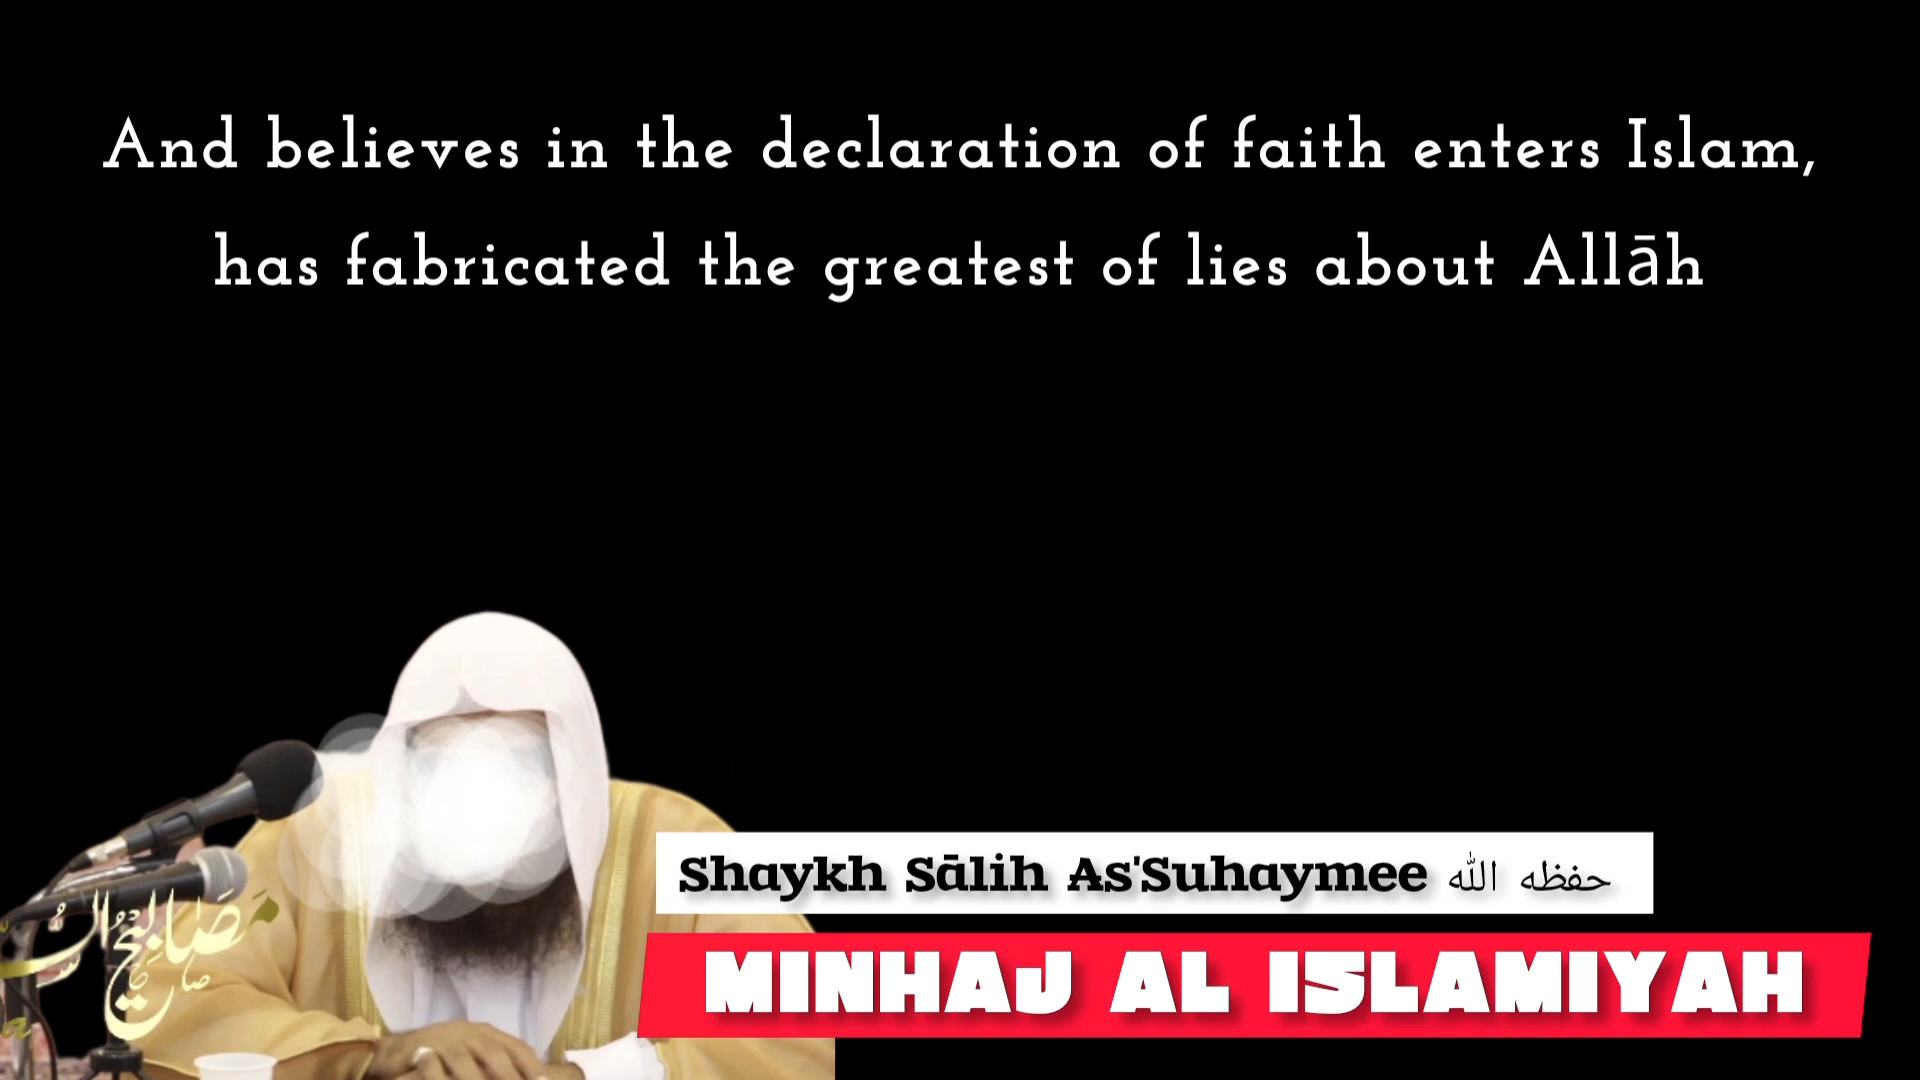 And believes in the declaration of faith enters Islam,
has fabricated the greatest of lies about Allāh
Shaykh Sālih As'Suhaymee حفظه الله
MINHAJ AL ISLAMIYAH